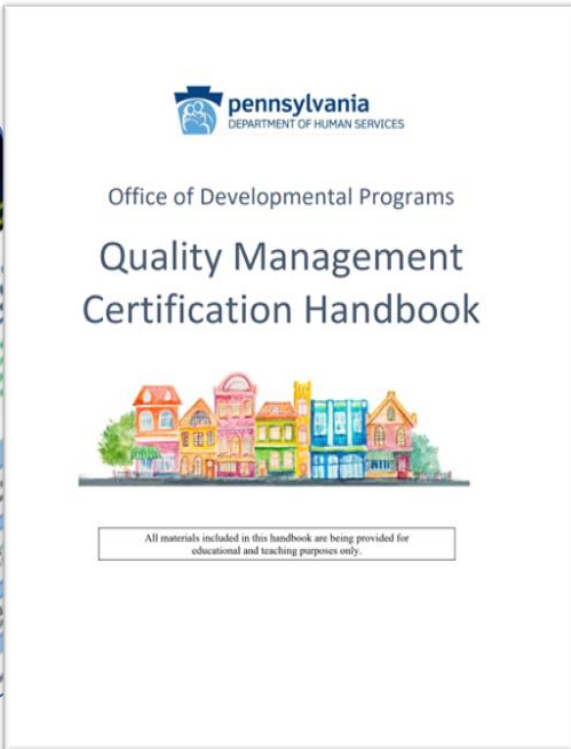 pennsylvania
DEPARTMENT OF HUMAN SERVICES
Office of Developmental Programs
Quality Management
Certification Handbook
All materials included in this handbook are being provided for
educational and teaching purposes only.